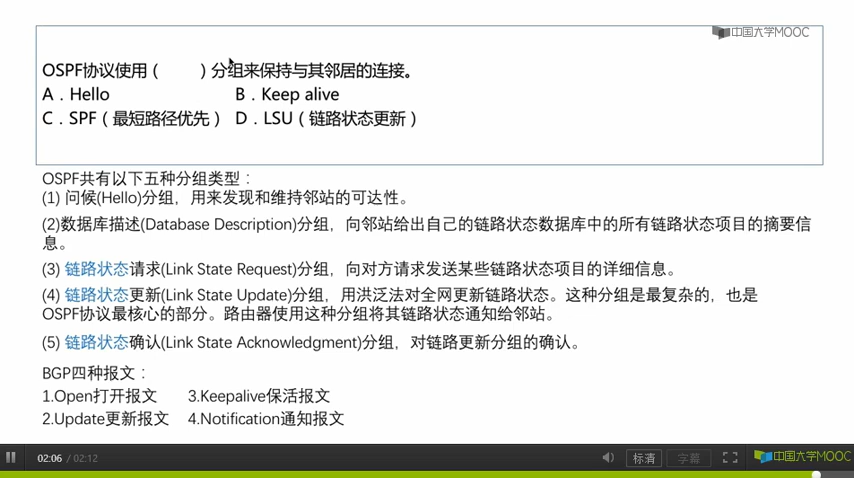 中国大学MOOC
OSPF协议使用（ ）分组来保持与其邻居的连接。
A．Hello B．Keep alive
C．SPF（最短路径优先） D．LSU（链路状态更新）
OSPF共有以下五种分组类型：
(1) 问候(Hello)分组，用来发现和维持邻站的可达性。
(2)数据库描述(Database Description)分组，向邻站给出自己的链路状态数据库中的所有链路状态项目的摘要信
息。
(3) 链路状态请求(Link State Request)分组，向对方请求发送某些链路状态项目的详细信息。
(4) 链路状态更新(Link State Update)分组，用洪泛法对全网更新链路状态。这种分组是最复杂的，也是
OSPF协议最核心的部分。路由器使用这种分组将其链路状态通知给邻站。
(5) 链路状态确认(Link State Acknowledgment)分组，对链路更新分组的确认。
BGP四种报文：
1.Open打开报文 3.Keepalive保活报文
2.Update更新报文 4.Notification通知报文
02:06 / 02:12 标清 字幕 中国大学MOOC